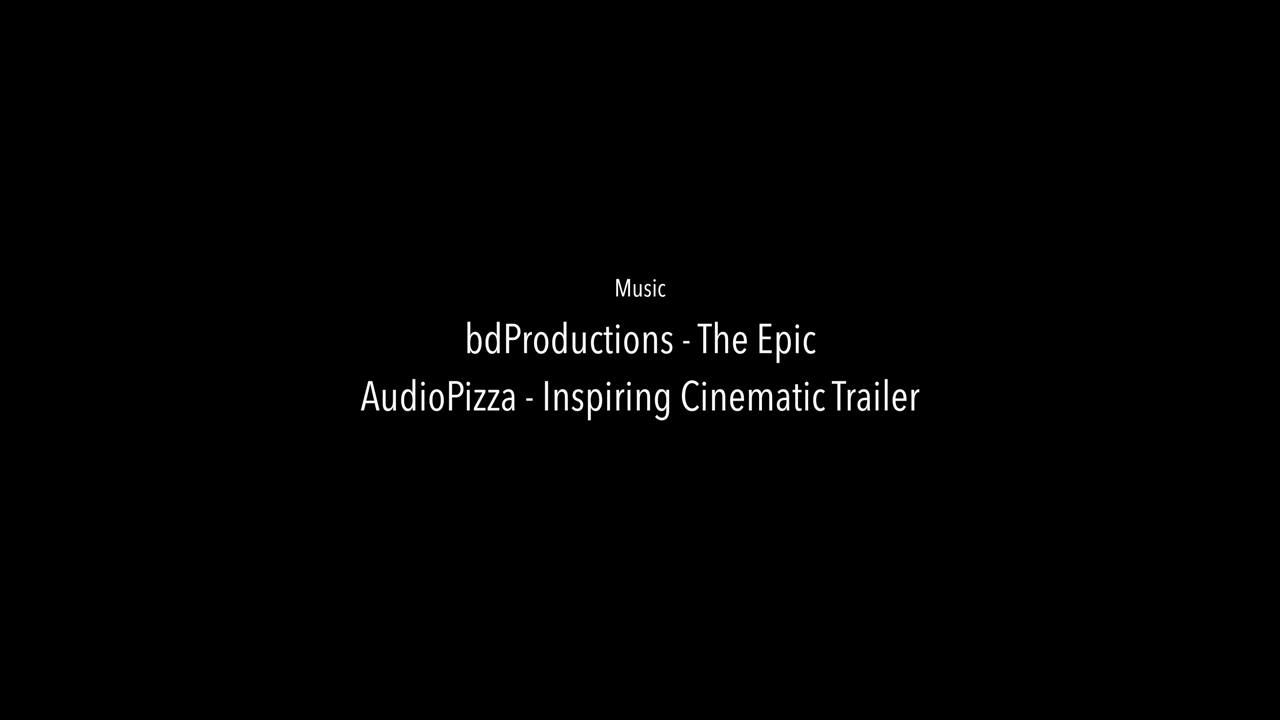 Music
bdProductions - The Epic
AudioPizza - Inspiring Cinematic Trailer